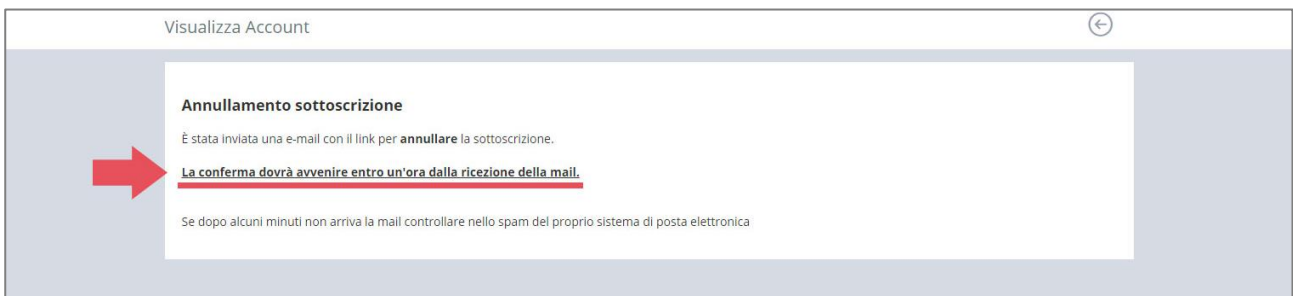 Visualizza Account
Annullamento sottoscrizione
È stata inviata una e-mail con il link per annullare la sottoscrizione.
La conferma dovrà avvenire entro un'ora dalla ricezione della mail.
Se dopo alcuni minuti non arriva la mail controllare nello spam del proprio sistema di posta elettronica